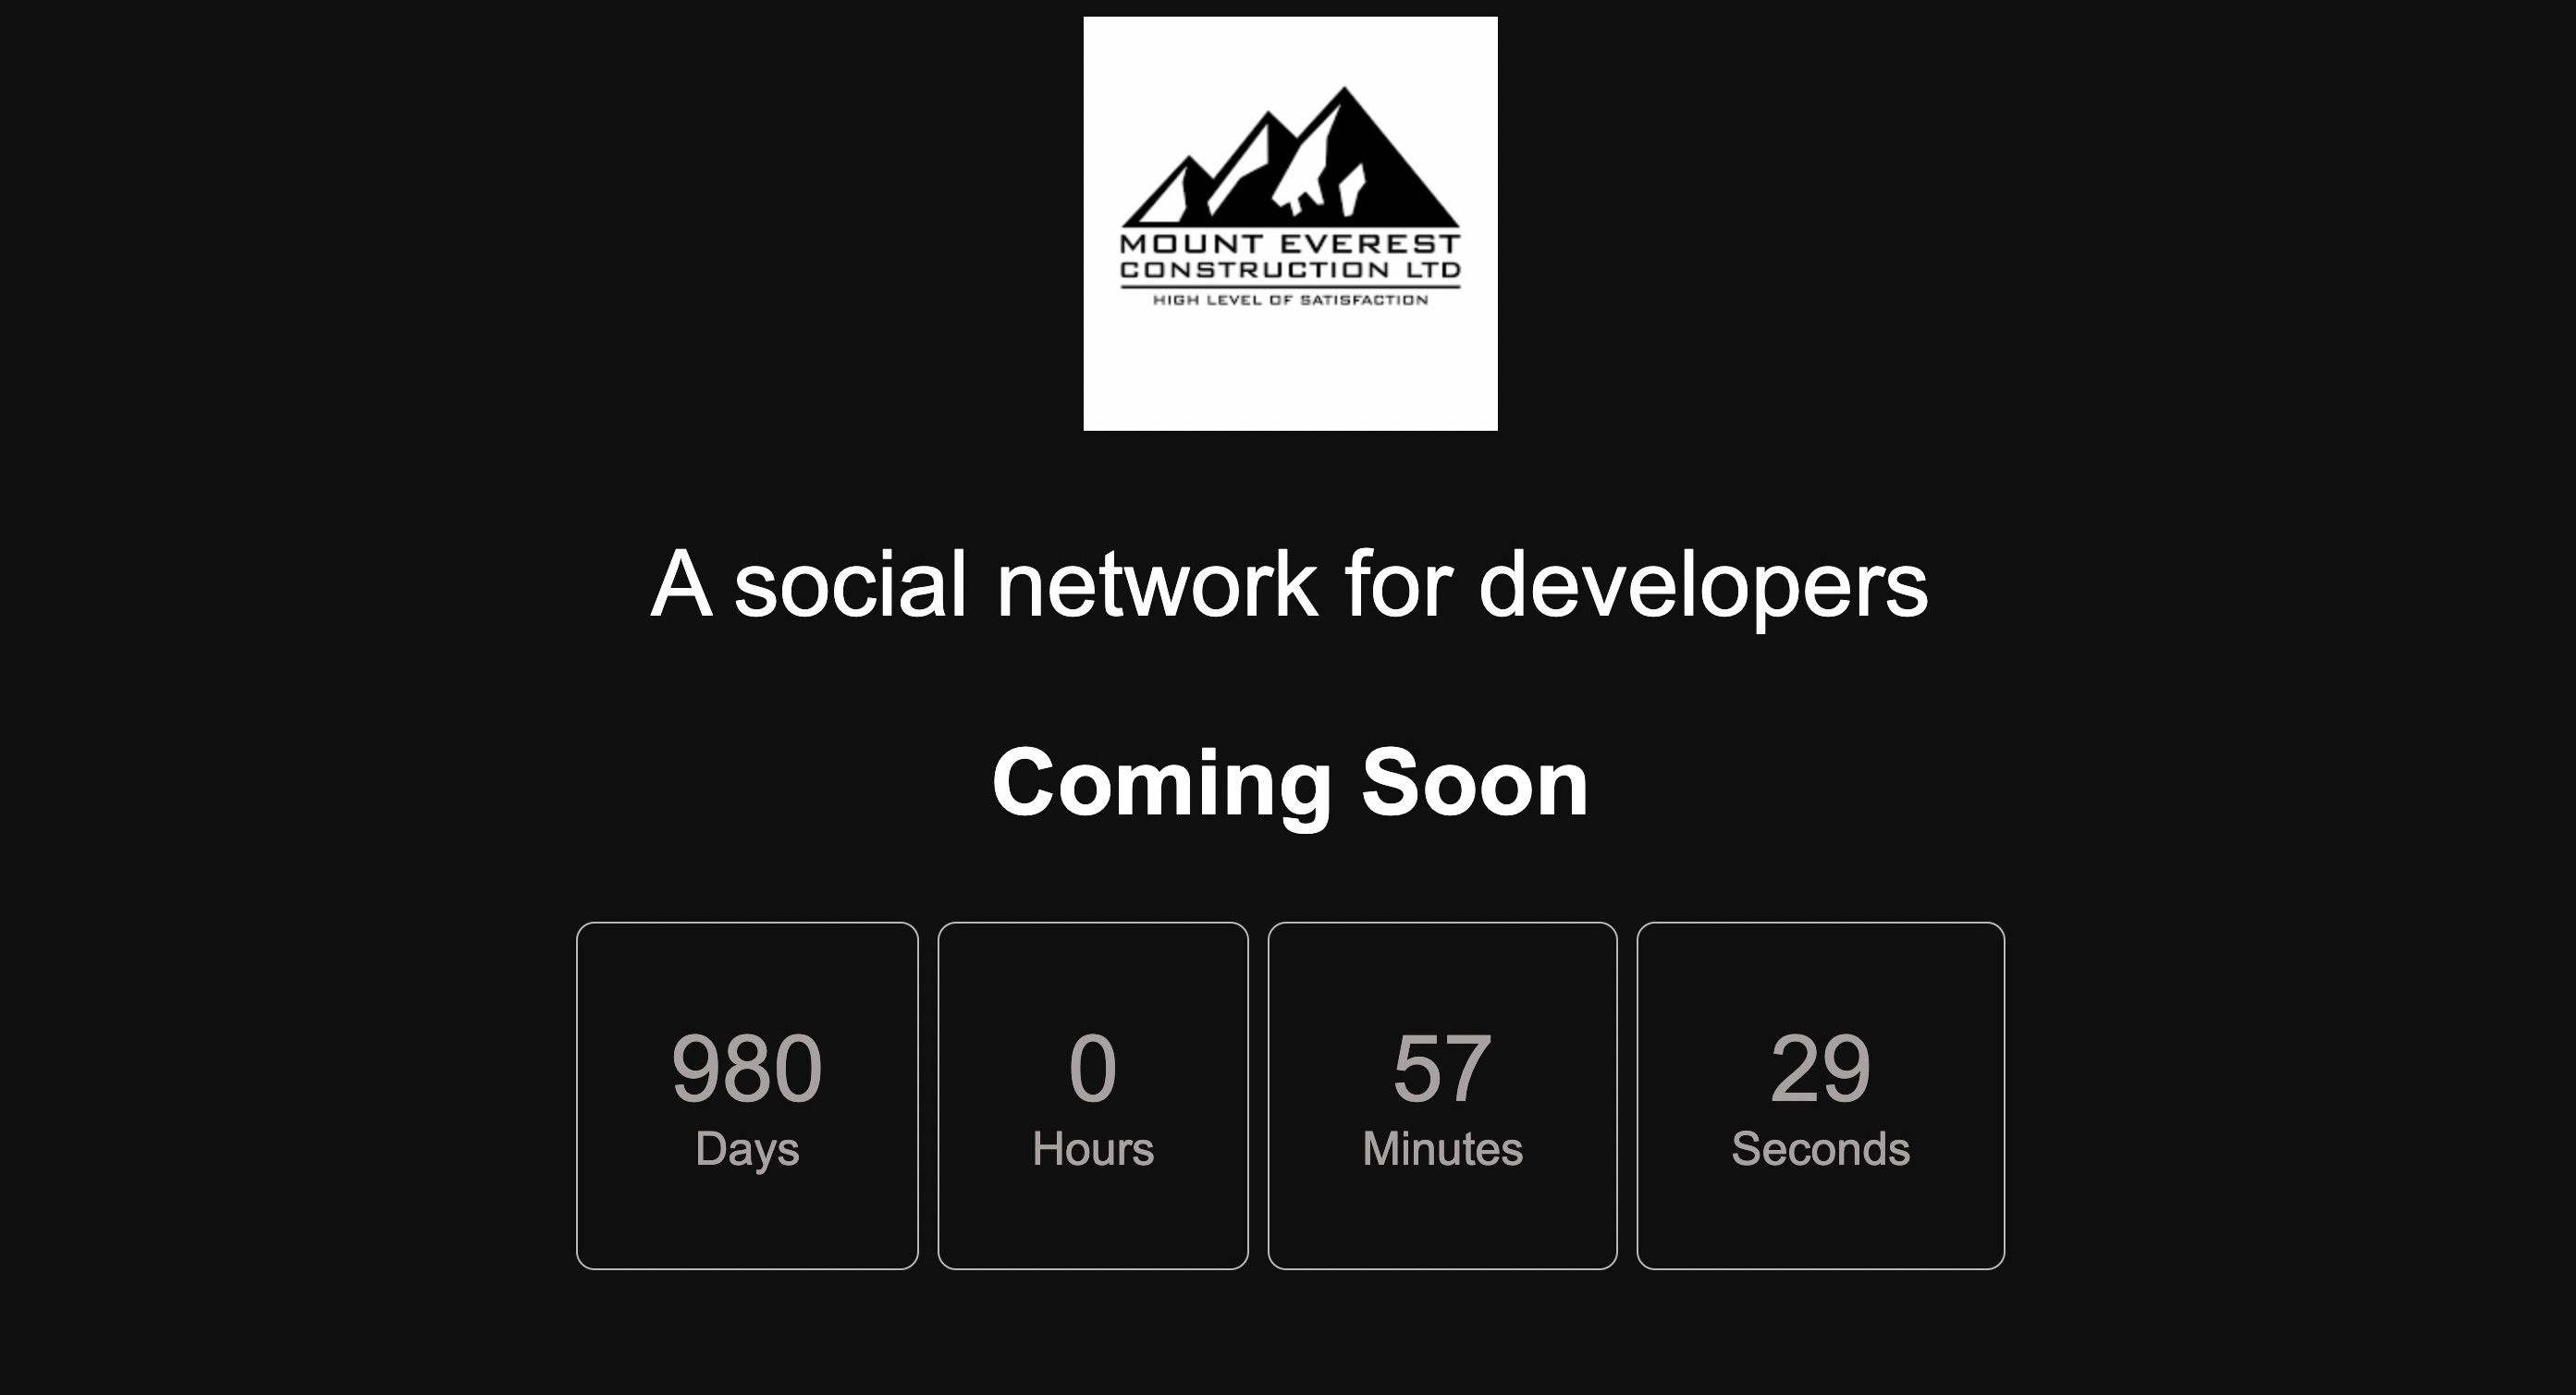 MOUNT EVEREST
CONSTRUCTION LTD
HIGH LEVEL OF SATISFACTION
A social network for developers
Coming Soon
980
Days
0
Hours
57
Minutes
29
Seconds